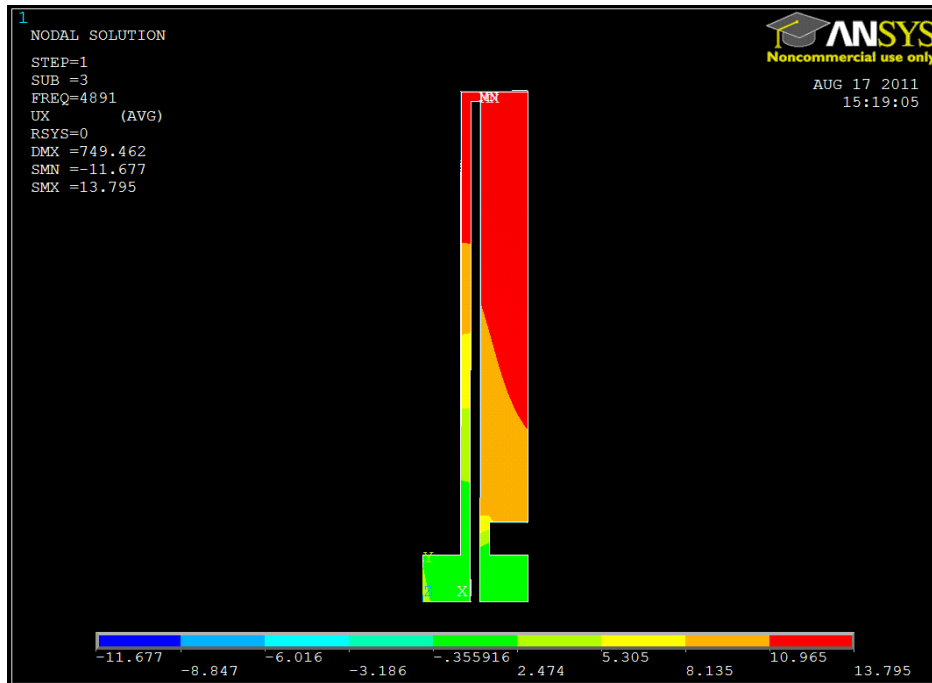 1
NODAL SOLUTION
STEP=1
SUB =3
FREQ=4891
UX (AVG)
RSYS=0
DMX =749.462
SMN =-11.677
SMX =13.795
ANSYS
Noncommercial use only
AUG 17 2011
15:19:05
MX
Y
Z X
-11.677 -6.016 -.355916 5.305 10.965
-8.847 -3.186 2.474 8.135 13.795